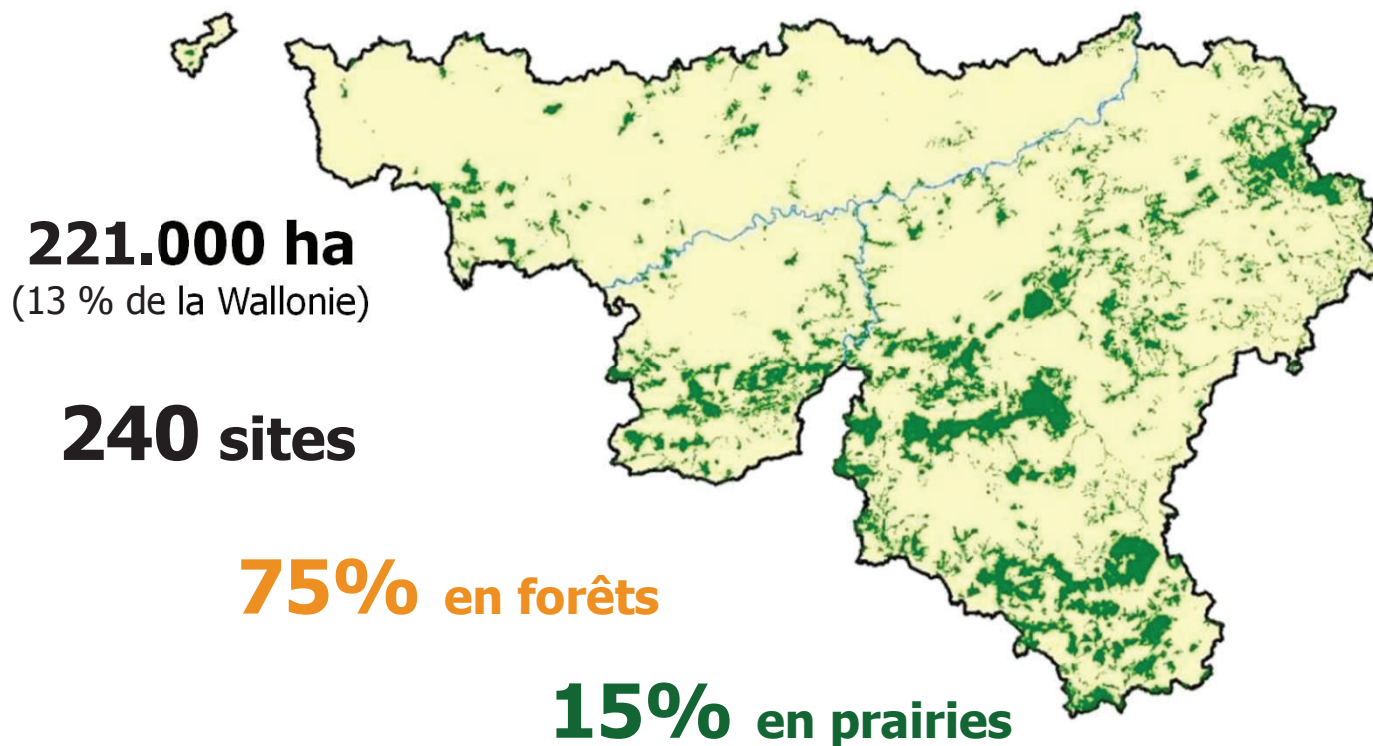 221.000 ha
(13 % de la Wallonie)
240 sites
75% en forêts
15% en prairies